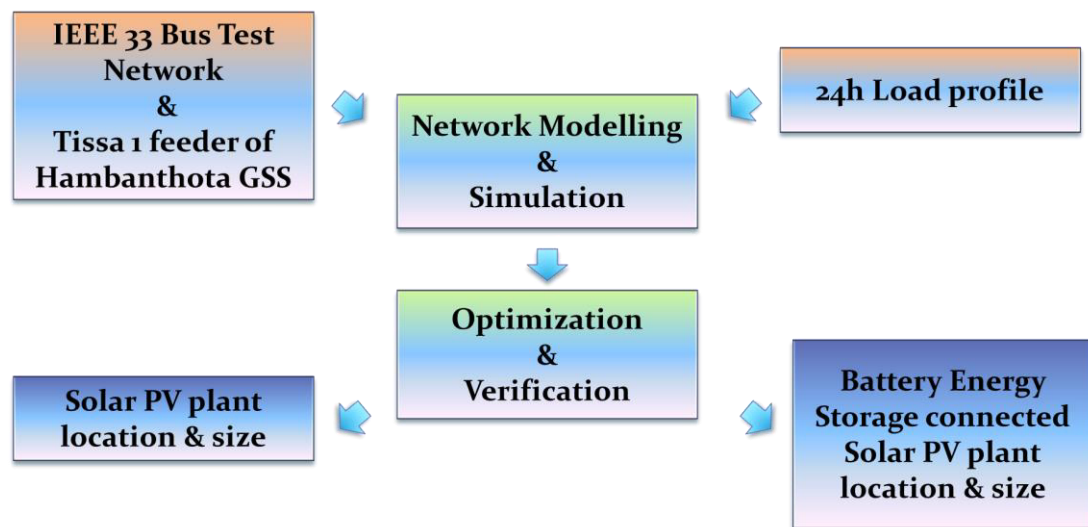 IEEE 33 Bus Test
Network
&
Tissa 1 feeder of
Hambanthota GSS
24h Load profile
Network Modelling
&
Simulation
Optimization
&
Verification
Solar PV plant
location & size
Battery Energy
Storage connected
Solar PV plant
location & size